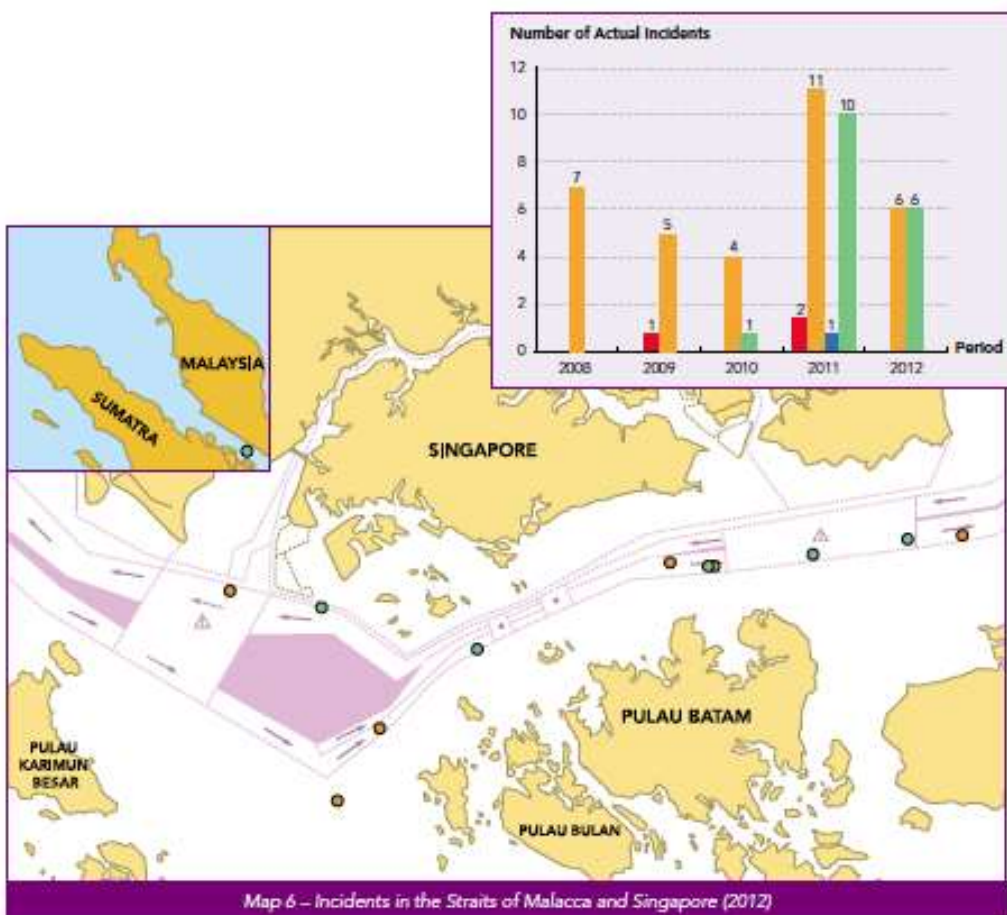 Number of Actual Incidents
12
10
8
6
4
2
0
7
1
5
4
1
2
11
1
10
6 6
Period
2008 2009 2010 2011 2012
MALAYSIA
SUMATRA
SINGAPORE
PULAU BATAM
PULAU
KARIMUN
BESAR
PULAU BULAN
Map 6 – Incidents in the Straits of Malacca and Singapore (2012)